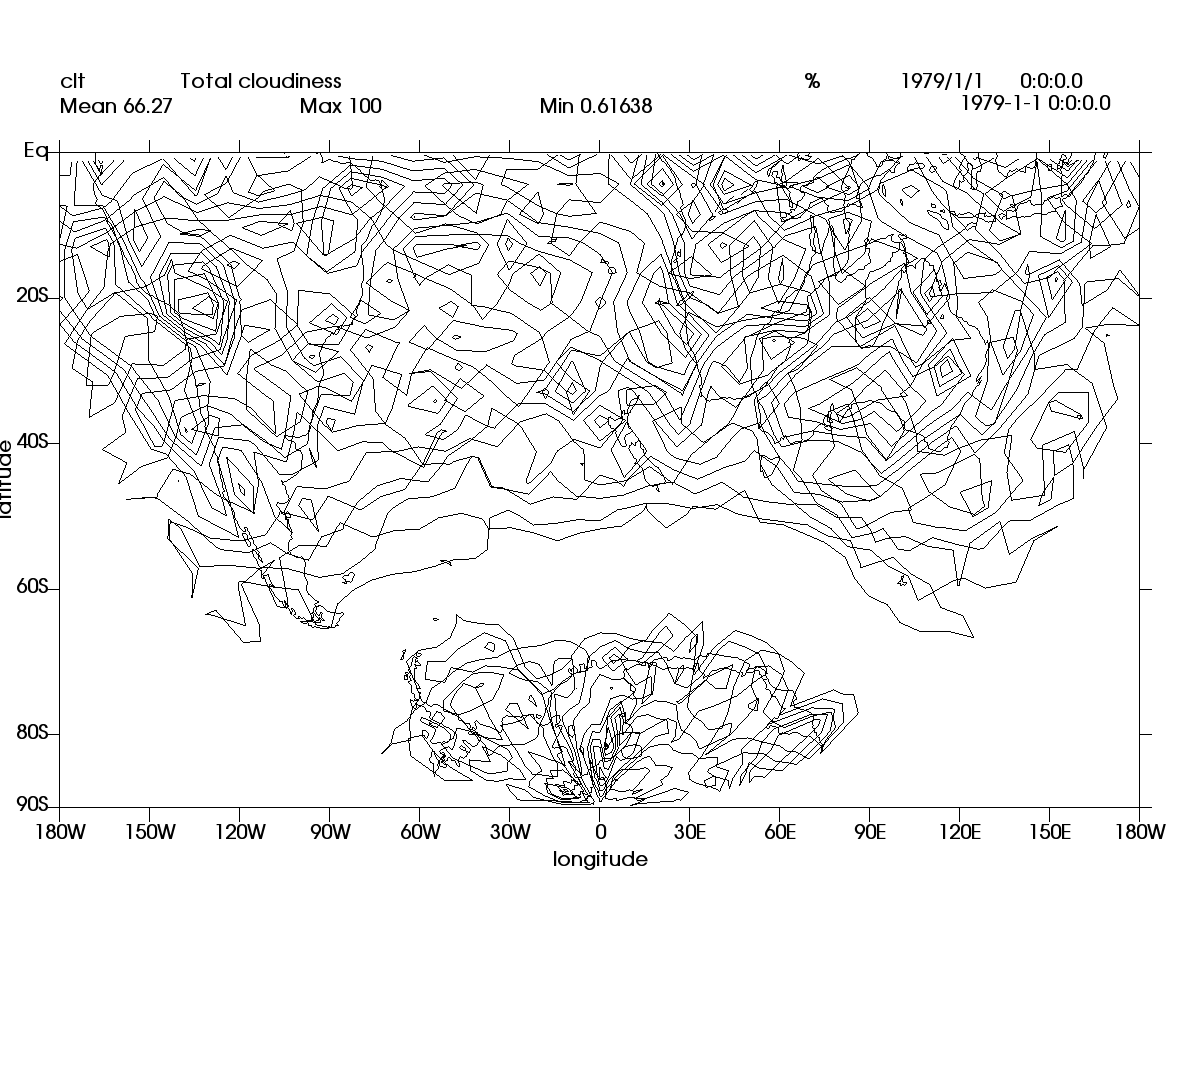 clt Total cloudiness % 1979/1/1 0:0:0.0
Mean 66.27 Max 100 Min 0.61638 1979-1-1 0:0:0.0
Eq
20S
40S
latitude
60S
80S
90S
180W 150W 120W 90W 60W 30W 0 30E 60E 90E 120E 150E 180W
longitude